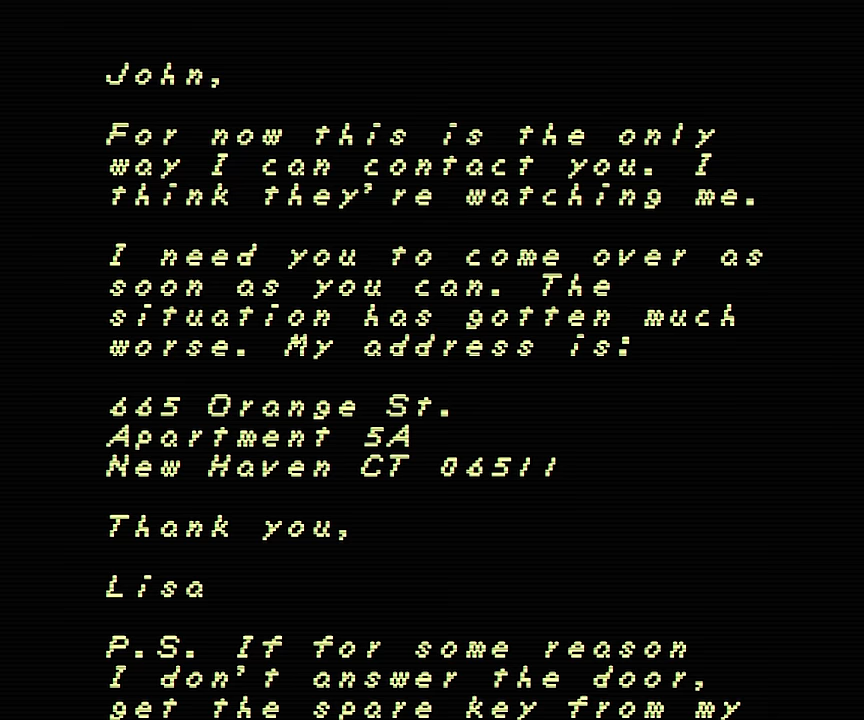 John,
For now this is the only
way I can contact you. I
think they're watching me.
I need you to come over as
soon as you can. The
situation has gotten much
worse. My address is:
665 Orange St.
Apartment 5A
New Haven CT 06511
Thank you,
Lisa
P.S. If for some reason
I don't answer the door,
get the spare key from my